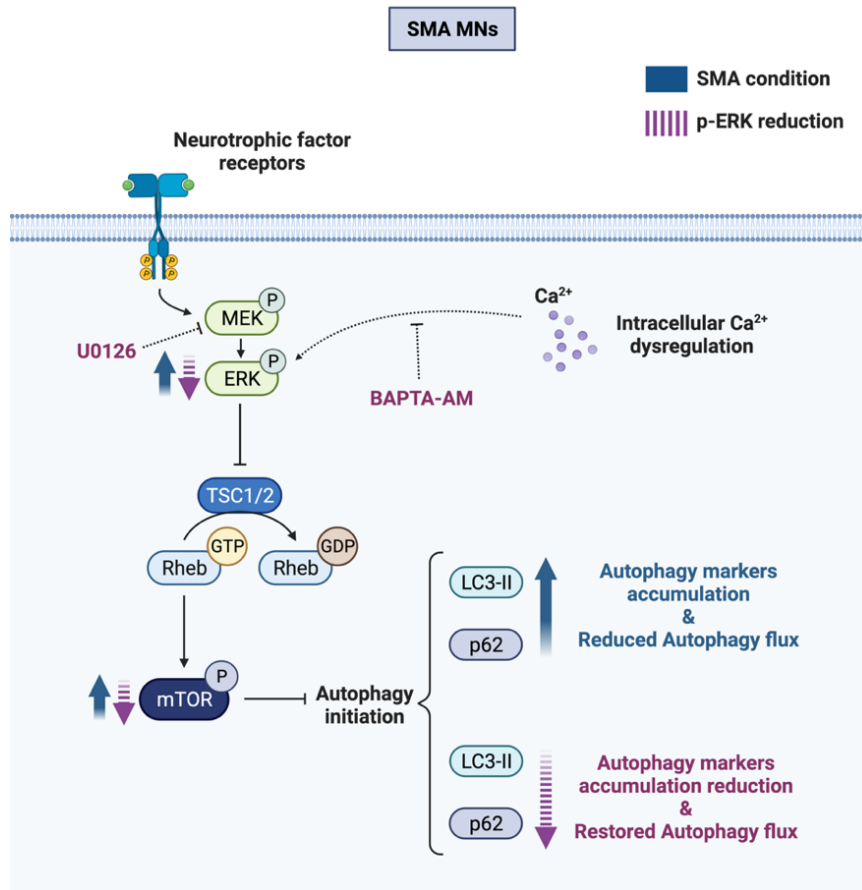 SMA MNs
SMA condition
p-ERK reduction
Neurotrophic factor
receptors
P
P
P
P
P
MEK
U0126
P
ERK
Ca²⁺
Intracellular Ca²⁺
dysregulation
BAPTA-AM
TSC1/2
GTP
Rheb
GDP
Rheb
P
mTOR
Autophagy
initiation
LC3-II
p62
Autophagy markers
accumulation
&
Reduced Autophagy flux
LC3-II
p62
Autophagy markers
accumulation reduction
&
Restored Autophagy flux